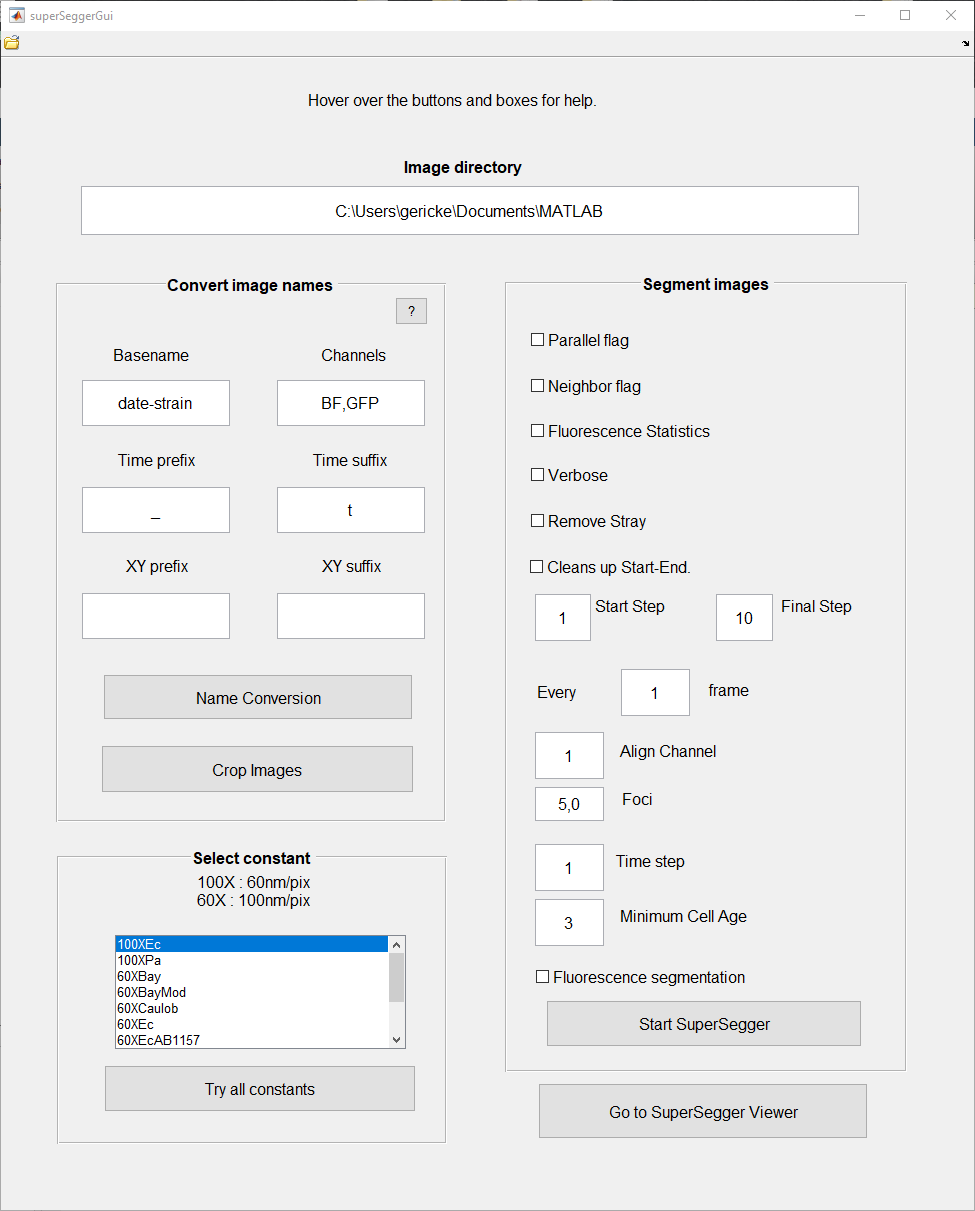 superSeggerGui
Hover over the buttons and boxes for help.
Image directory
C:\Users\gericke\Documents\MATLAB
Convert image names
?
Basename
Channels
date-strain
BF,GFP
Time prefix
Time suffix
_
t
XY prefix
XY suffix
Name Conversion
Crop Images
Select constant
100X : 60nm/pix
60X : 100nm/pix
100XEc
100XPa
60XBay
60XBayMod
60XCaulob
60XEc
60XEcAB1157
Try all constants
Segment images
Parallel flag
Neighbor flag
Fluorescence Statistics
Verbose
Remove Stray
Cleans up Start-End.
1 Start Step
10 Final Step
Every 1 frame
1 Align Channel
5,0 Foci
1 Time step
3 Minimum Cell Age
Fluorescence segmentation
Start SuperSegger
Go to SuperSegger Viewer